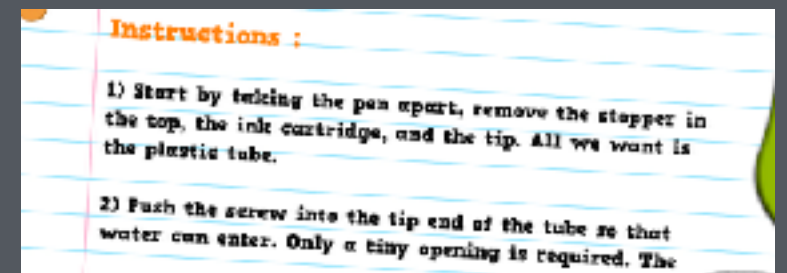 Instructions :
1) Start by taking the pen apart, remove the stopper in
the top, the ink cartridge, and the tip. All we want is
the plastic tube.
2) Push the screw into the tip end of the tube so that
water can enter. Only a tiny opening is required. The